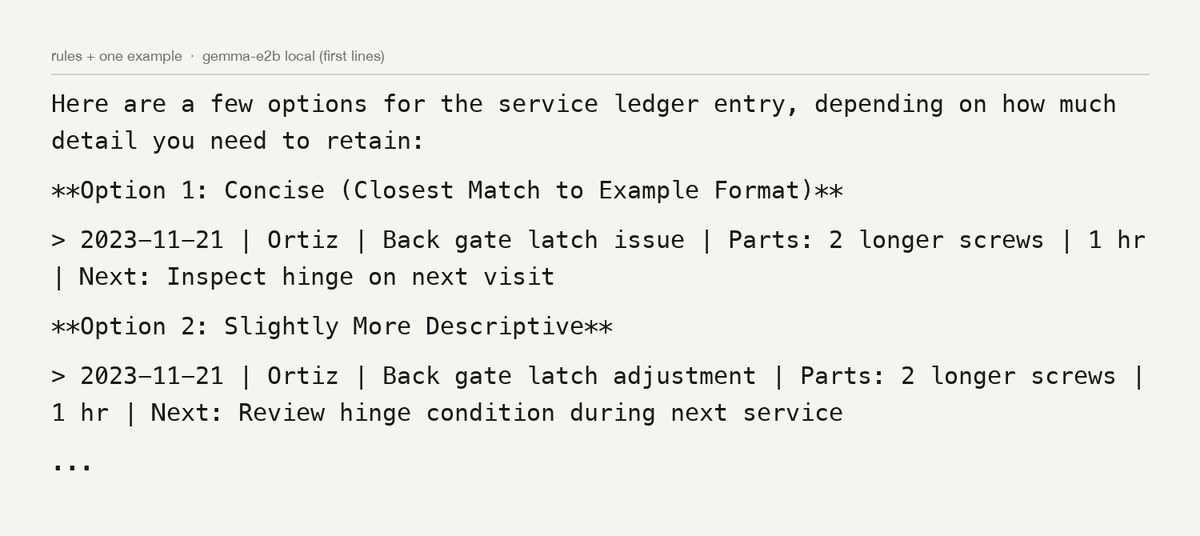 rules + one example · gemma-e2b local (first lines)
Here are a few options for the service ledger entry, depending on how much
detail you need to retain:
**Option 1: Concise (Closest Match to Example Format)**
> 2023–11–21 | Ortiz | Back gate latch issue | Parts: 2 longer screws | 1 hr
| Next: Inspect hinge on next visit
**Option 2: Slightly More Descriptive**
> 2023–11–21 | Ortiz | Back gate latch adjustment | Parts: 2 longer screws |
1 hr | Next: Review hinge condition during next service
...